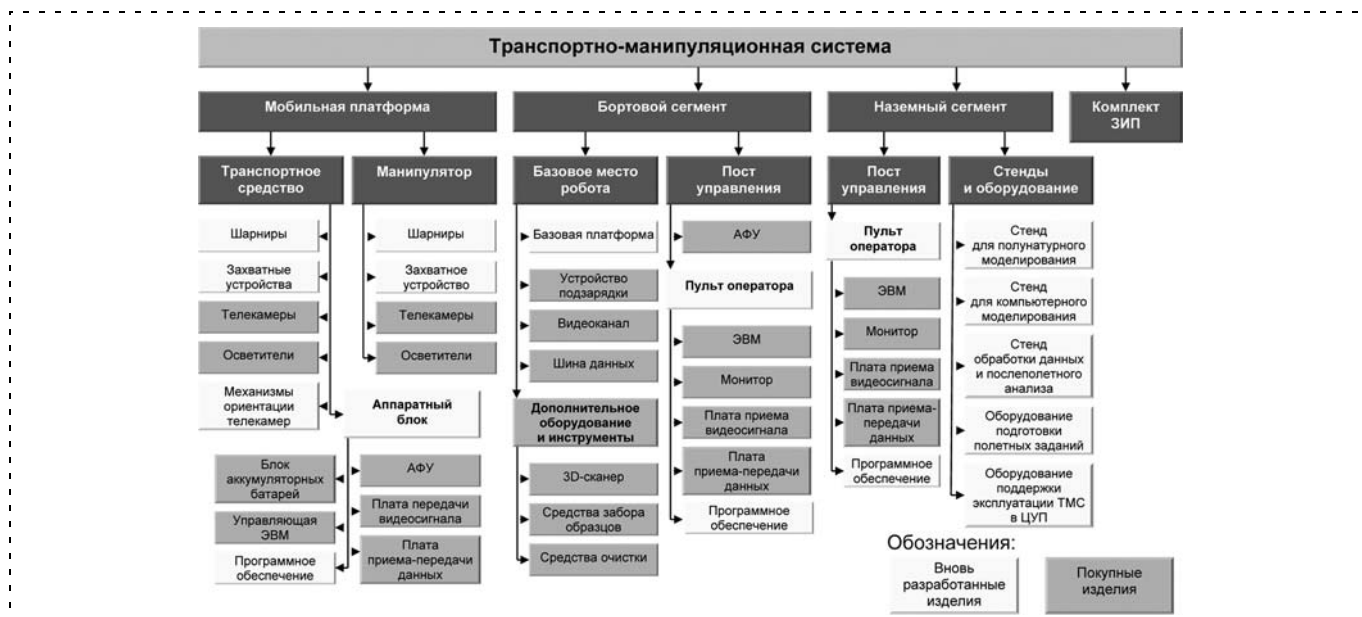 Транспортно-манипуляционная система
Мобильная платформа
Бортовой сегмент
Наземный сегмент
Комплект
ЗИП
Транспортное
средство
Манипулятор
Базовое место
робота
Пост
управления
Пост
управления
Стенды
и оборудование
Шарниры
Захватные
устройства
Телекамеры
Осветители
Механизмы
ориентации
телекамер
Аппаратный
блок
Блок
аккумуляторных
батарей
Управляющая
ЭВМ
Программное
обеспечение
АФУ
Плата передачи
видеосигнала
Плата
приема-передачи
данных
Шарниры
Захватное
устройство
Телекамеры
Осветители
Базовая платформа
Устройство
подзарядки
Видеоканал
Шина данных
Дополнительное
оборудование
и инструменты
3D-сканер
Средства забора
образцов
Средства очистки
АФУ
Пульт оператора
ЭВМ
Монитор
Плата приема
видеосигнала
Плата
приема-передачи
данных
Программное
обеспечение
Пульт
оператора
ЭВМ
Монитор
Плата приема
видеосигнала
Плата приема-
передачи
данных
Программное
обеспечение
Стенд
для полунатурного
моделирования
Стенд
для компьютерного
моделирования
Стенд
обработки данных
и послеполетного
анализа
Оборудование
подготовки
полетных заданий
Оборудование
поддержки
эксплуатации ТМС
в ЦУП
Обозначения:
Вновь
разработанные
изделия
Покупные
изделия